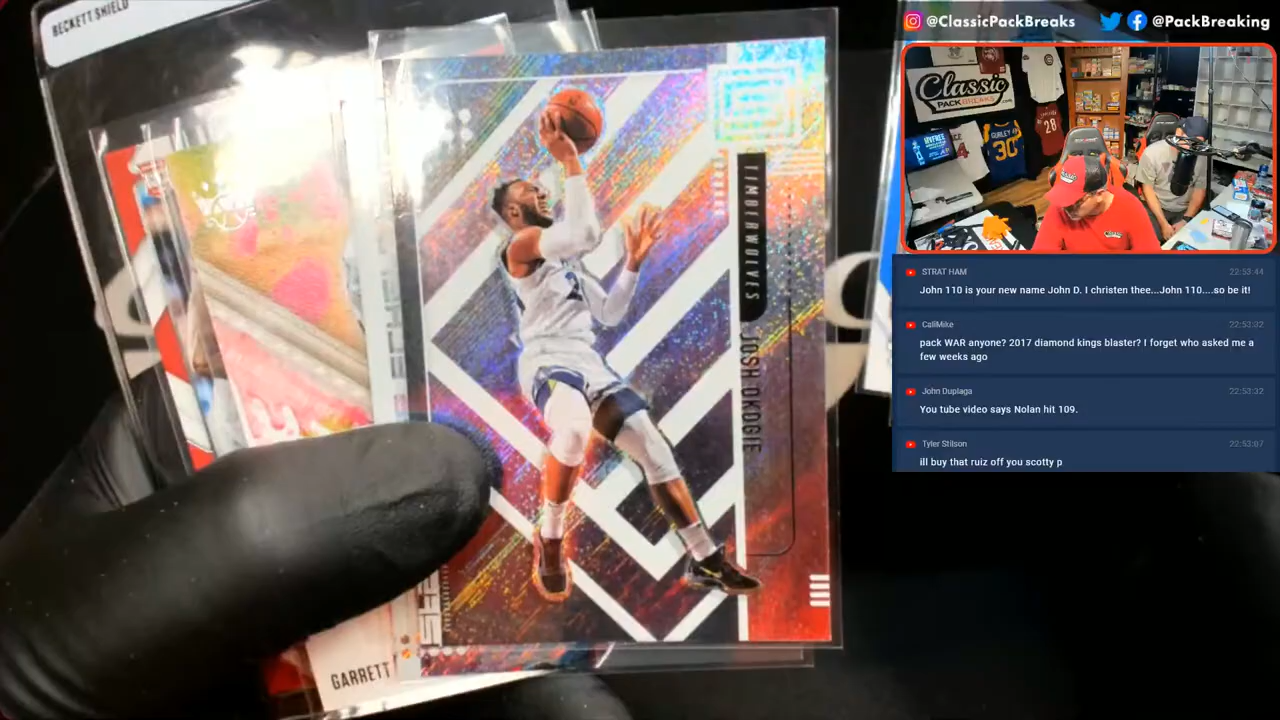 BECKETT SHIELD
TIMBERWOLVES
JOSH OKOGIE
GARRETT
@ClassicPackBreaks
@PackBreaking
Classic
PACK BREAKS.COM
GURLEY
30
28
STRAT HAM
22:53:44
John 110 is your new name John D. I christen thee...John 110....so be it!
CaliMike
22:53:32
pack WAR anyone? 2017 diamond kings blaster? I forget who asked me a
few weeks ago
John Duplaga
22:53:32
You tube video says Nolan hit 109.
Tyler Stilson
22:53:07
ill buy that ruiz off you scotty p